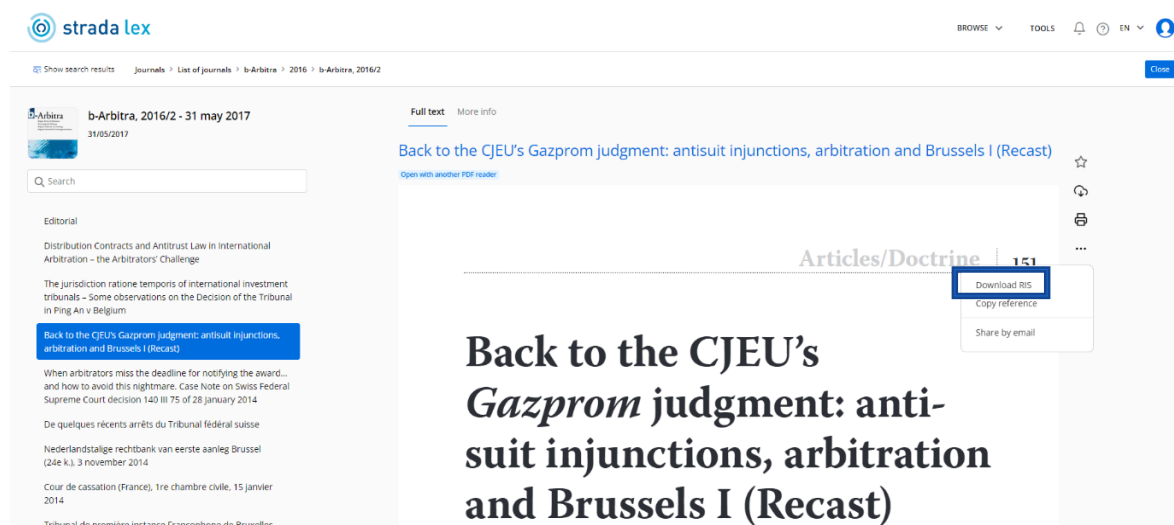 strada lex
BROWSE
TOOLS
EN
Show search results
Journals > List of journals > b-Arbitra > 2016 > b-Arbitra, 2016/2
Close
b-Arbitra
b-Arbitra, 2016/2 - 31 may 2017
31/05/2017
Search
Editorial
Distribution Contracts and Antitrust Law in International
Arbitration – the Arbitrators' Challenge
The jurisdiction ratione temporis of international investment
tribunals – Some observations on the Decision of the Tribunal
in Ping An v Belgium
Back to the CJEU's Gazprom judgment: antisuit injunctions,
arbitration and Brussels I (Recast)
When arbitrators miss the deadline for notifying the award...
and how to avoid this nightmare. Case Note on Swiss Federal
Supreme Court decision 140 III 75 of 28 January 2014
De quelques récents arrêts du Tribunal fédéral suisse
Nederlandstalige rechtbank van eerste aanleg Brussel
(24e k.), 3 november 2014
Cour de cassation (France), 1re chambre civile, 15 janvier
2014
Tribunal de première instance Francophone de Bruxelles
Full text
More info
Back to the CJEU's Gazprom judgment: antisuit injunctions, arbitration and Brussels I (Recast)
Open with another PDF reader
Articles/Doctrine
151
Download RIS
Copy reference
Share by email
Back to the CJEU's
Gazprom judgment: anti-
suit injunctions, arbitration
and Brussels I (Recast)